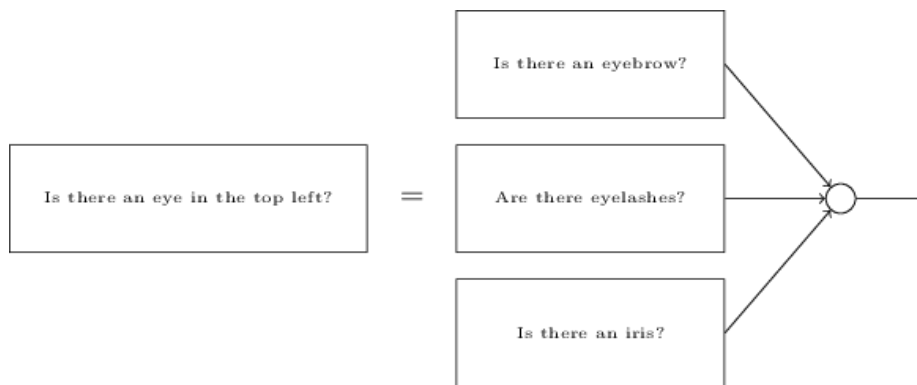 Is there an eyebrow?
Is there an eye in the top left?
=
Are there eyelashes?
Is there an iris?